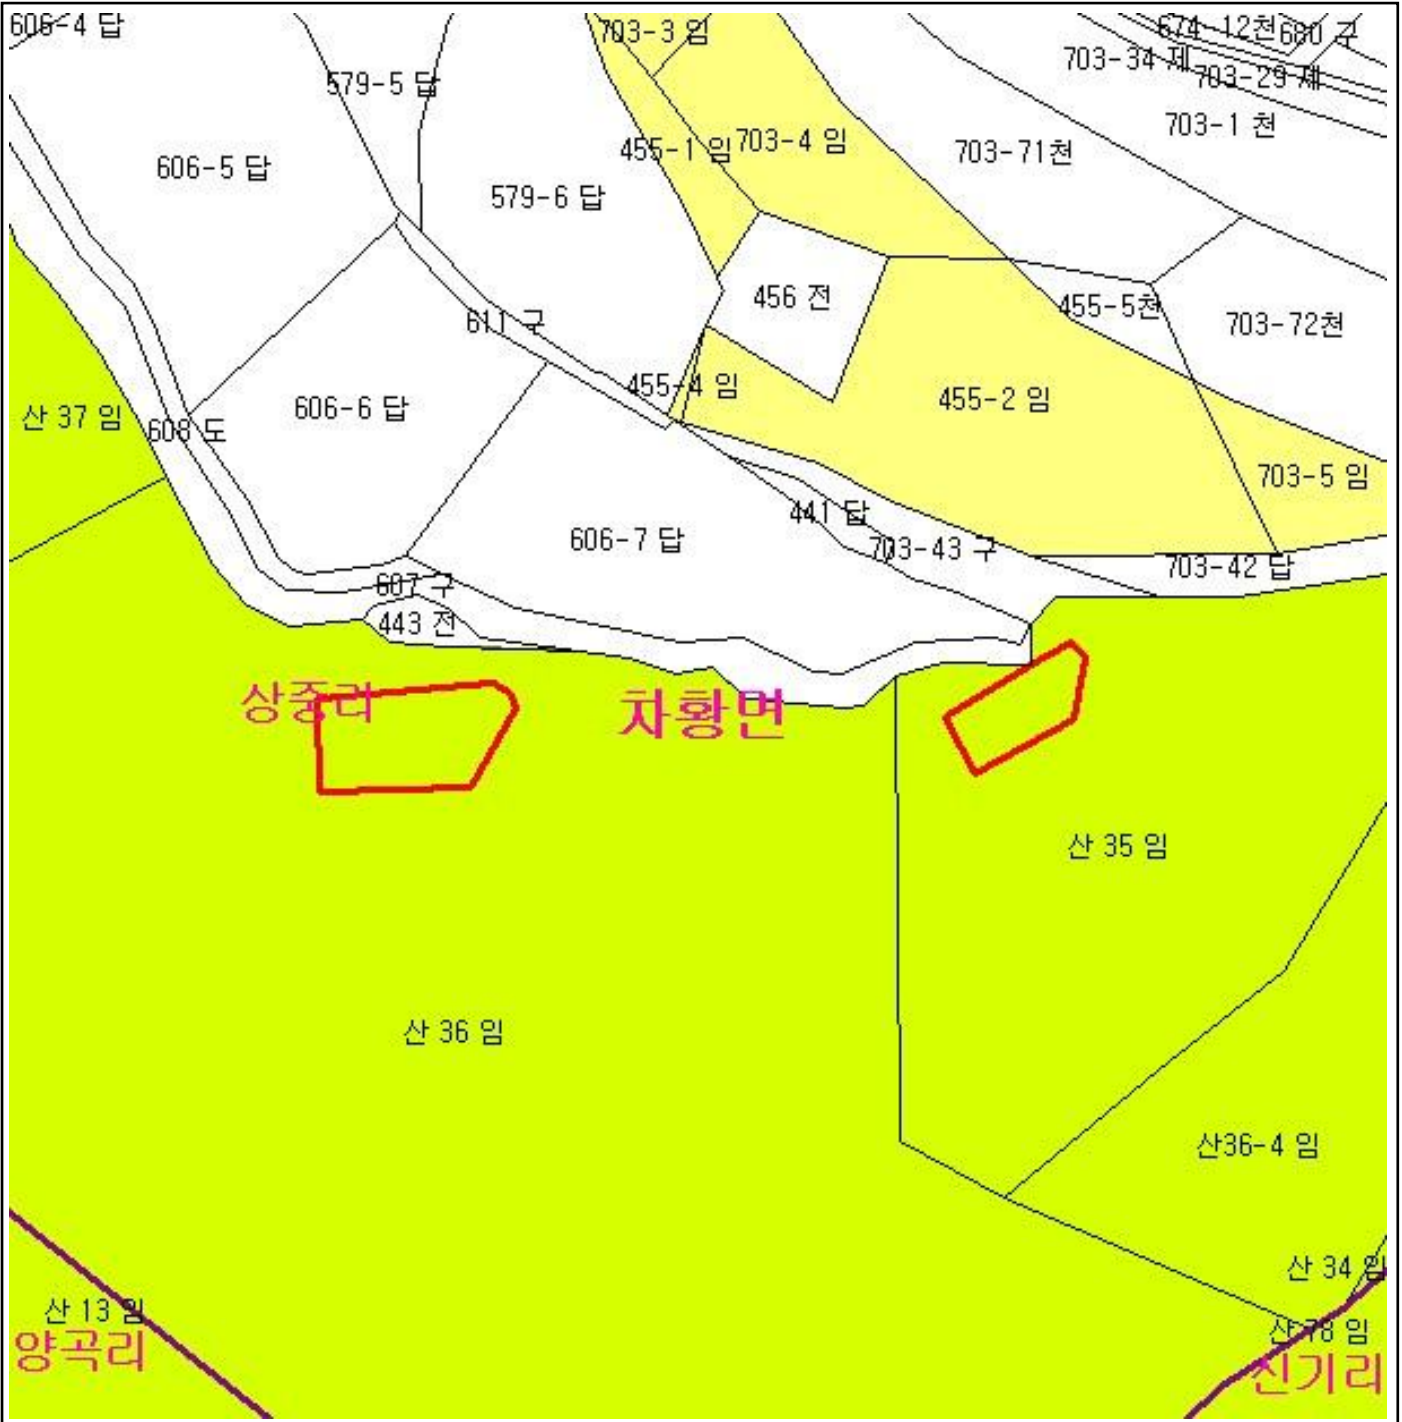 606-4 답
703-3 임
674-12천
680 구
579-5 답
703-34 제
703-29 제
703-1 천
606-5 답
455-1 임
703-4 임
703-71천
579-6 답
456 전
455-5천
703-72천
611 구
455-4 임
455-2 임
산 37 임
608 도
606-6 답
703-5 임
441 답
606-7 답
703-43 구
703-42 답
607 구
443 전
상중리
차황면
산 35 임
산 36 임
산36-4 임
산 34 임
산 13 임
산 78 임
양곡리
신기리